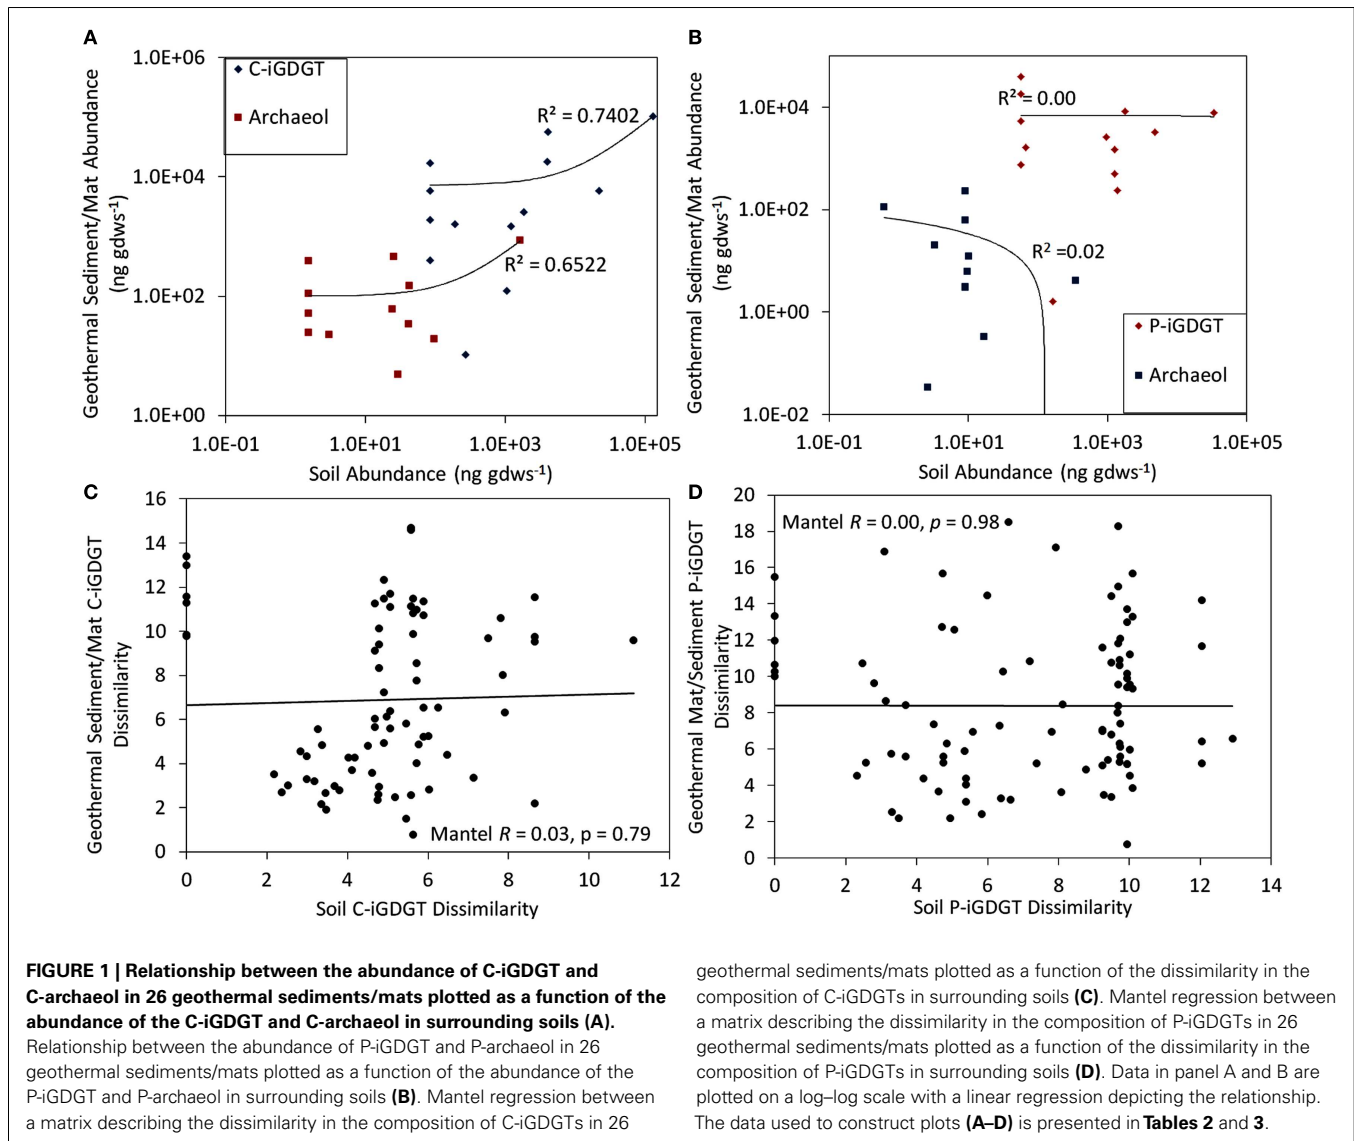 A
1.0E+06
1.0E+04
1.0E+02
1.0E+00
1.0E-01
1.0E+01
1.0E+03
1.0E+05
Geothermal Sediment/Mat Abundance
(ng gdws-1)
Soil Abundance (ng gdws-1)
C-iGDGT
Archaeol
R² = 0.7402
R² = 0.6522
B
1.0E+04
1.0E+02
1.0E+00
1.0E-02
1.0E-01
1.0E+01
1.0E+03
1.0E+05
Geothermal Sediment/Mat Abundance
(ng gdws-1)
Soil Abundance (ng gdws-1)
R² = 0.00
R² =0.02
P-iGDGT
Archaeol
C
16
14
12
10
8
6
4
2
0
0
2
4
6
8
10
12
Geothermal Sediment/Mat C-iGDGT
Dissimilarity
Soil C-iGDGT Dissimilarity
Mantel R = 0.03, p = 0.79
D
20
18
16
14
12
10
8
6
4
2
0
0
2
4
6
8
10
12
14
Geothermal Mat/Sediment P-iGDGT
Dissimilarity
Soil P-iGDGT Dissimilarity
Mantel R = 0.00, p = 0.98
FIGURE 1 | Relationship between the abundance of C-iGDGT and
C-archaeol in 26 geothermal sediments/mats plotted as a function of the
abundance of the C-iGDGT and C-archaeol in surrounding soils (A).
Relationship between the abundance of P-iGDGT and P-archaeol in 26
geothermal sediments/mats plotted as a function of the abundance of the
P-iGDGT and P-archaeol in surrounding soils (B). Mantel regression between
a matrix describing the dissimilarity in the composition of C-iGDGTs in 26
geothermal sediments/mats plotted as a function of the dissimilarity in the
composition of C-iGDGTs in surrounding soils (C). Mantel regression between
a matrix describing the dissimilarity in the composition of P-iGDGTs in 26
geothermal sediments/mats plotted as a function of the dissimilarity in the
composition of P-iGDGTs in surrounding soils (D). Data in panel A and B are
plotted on a log–log scale with a linear regression depicting the relationship.
The data used to construct plots (A–D) is presented in Tables 2 and 3.